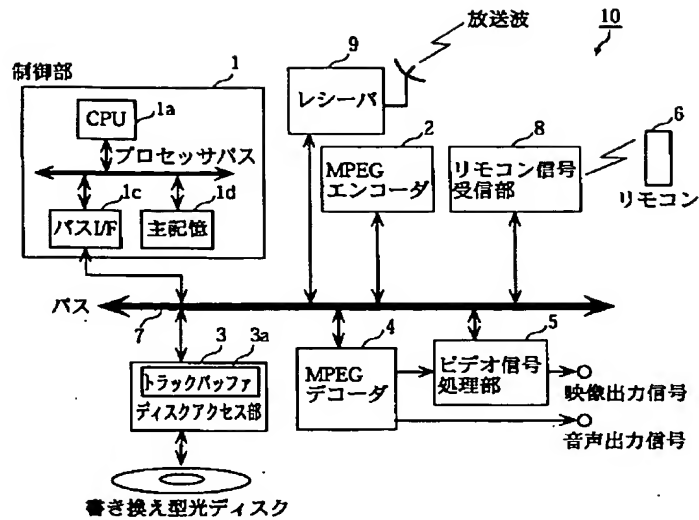 放送波
10
制御部
1
9
レシーバ
CPU
1a
プロセッサバス
1c
1d
バスI/F
主記憶
2
MPEG
エンコーダ
8
リモコン信号
受信部
6
リモコン
バス
7
3
3a
トラックバッファ
ディスクアクセス部
4
MPEG
デコーダ
5
ビデオ信号
処理部
映像出力信号
音声出力信号
書き換え型光ディスク